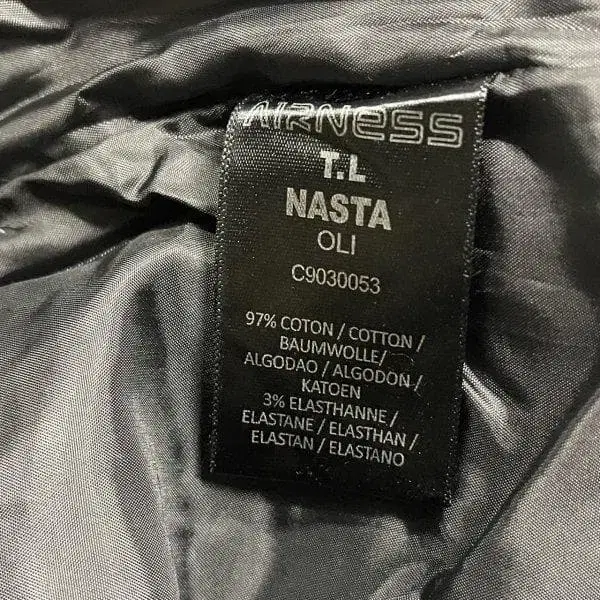 AIRNESS
T.L
NASTA
OLI
C9030053
97% COTON / COTTON /
BAUMWOLLE/
ALGODAO / ALGODON /
KATOEN
3% ELASTHANNE /
ELASTANE / ELASTHAN /
ELASTAN / ELASTANO